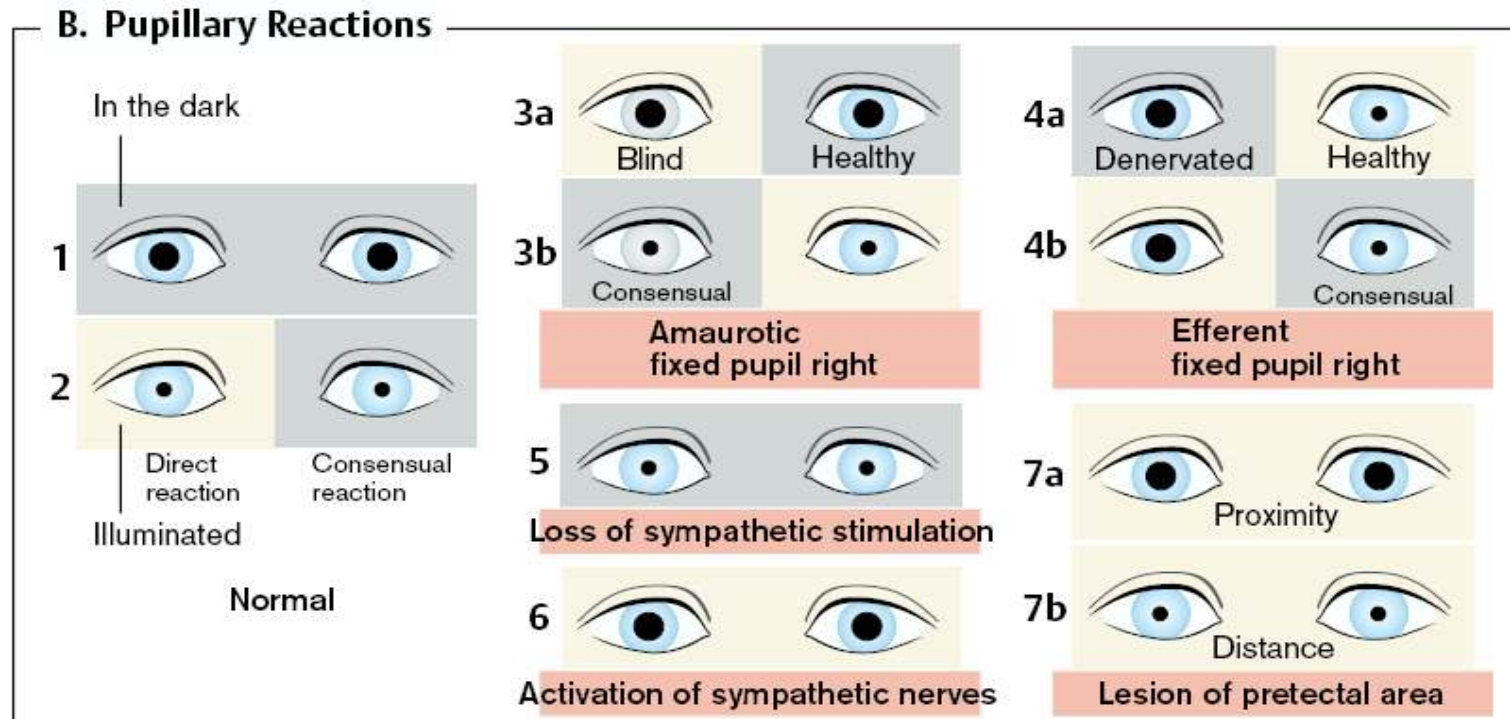 B. Pupillary Reactions
In the dark
1
2
Direct
reaction
Consensual
reaction
Illuminated
Normal
3a
Blind
Healthy
3b
Consensual
Amaurotic
fixed pupil right
4a
Denervated
Healthy
4b
Consensual
Efferent
fixed pupil right
5
Loss of sympathetic stimulation
6
Activation of sympathetic nerves
7a
Proximity
7b
Distance
Lesion of pretectal area